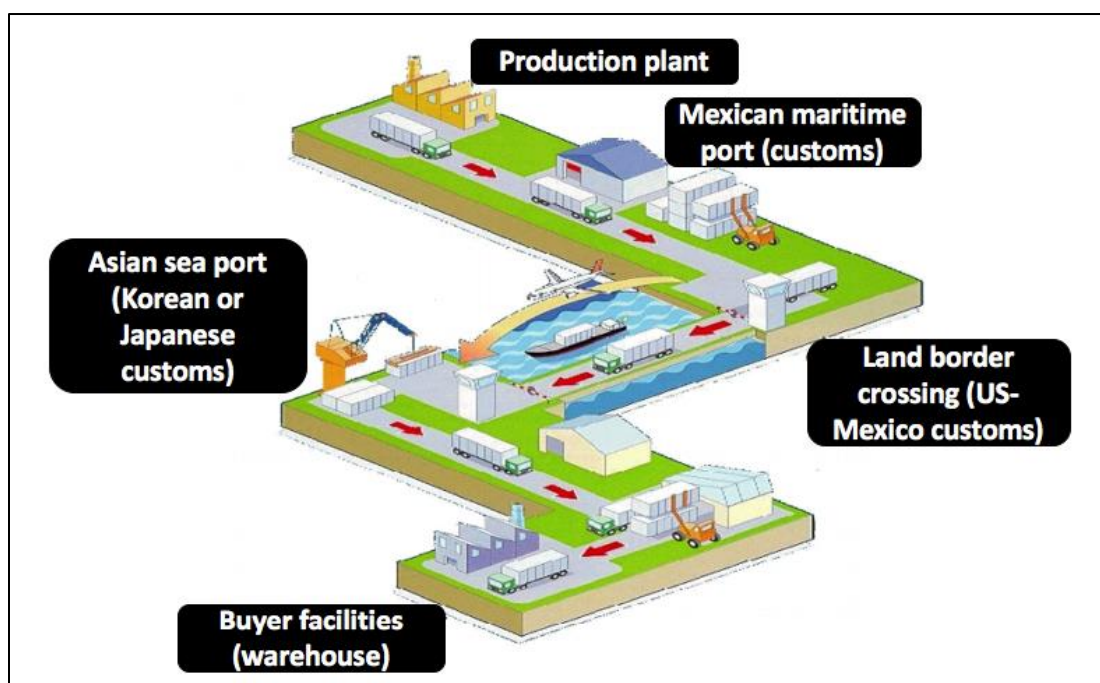 Production plant
Mexican maritime
port (customs)
Asian sea port
(Korean or
Japanese
customs)
Land border
crossing (US-
Mexico customs)
Buyer facilities
(warehouse)